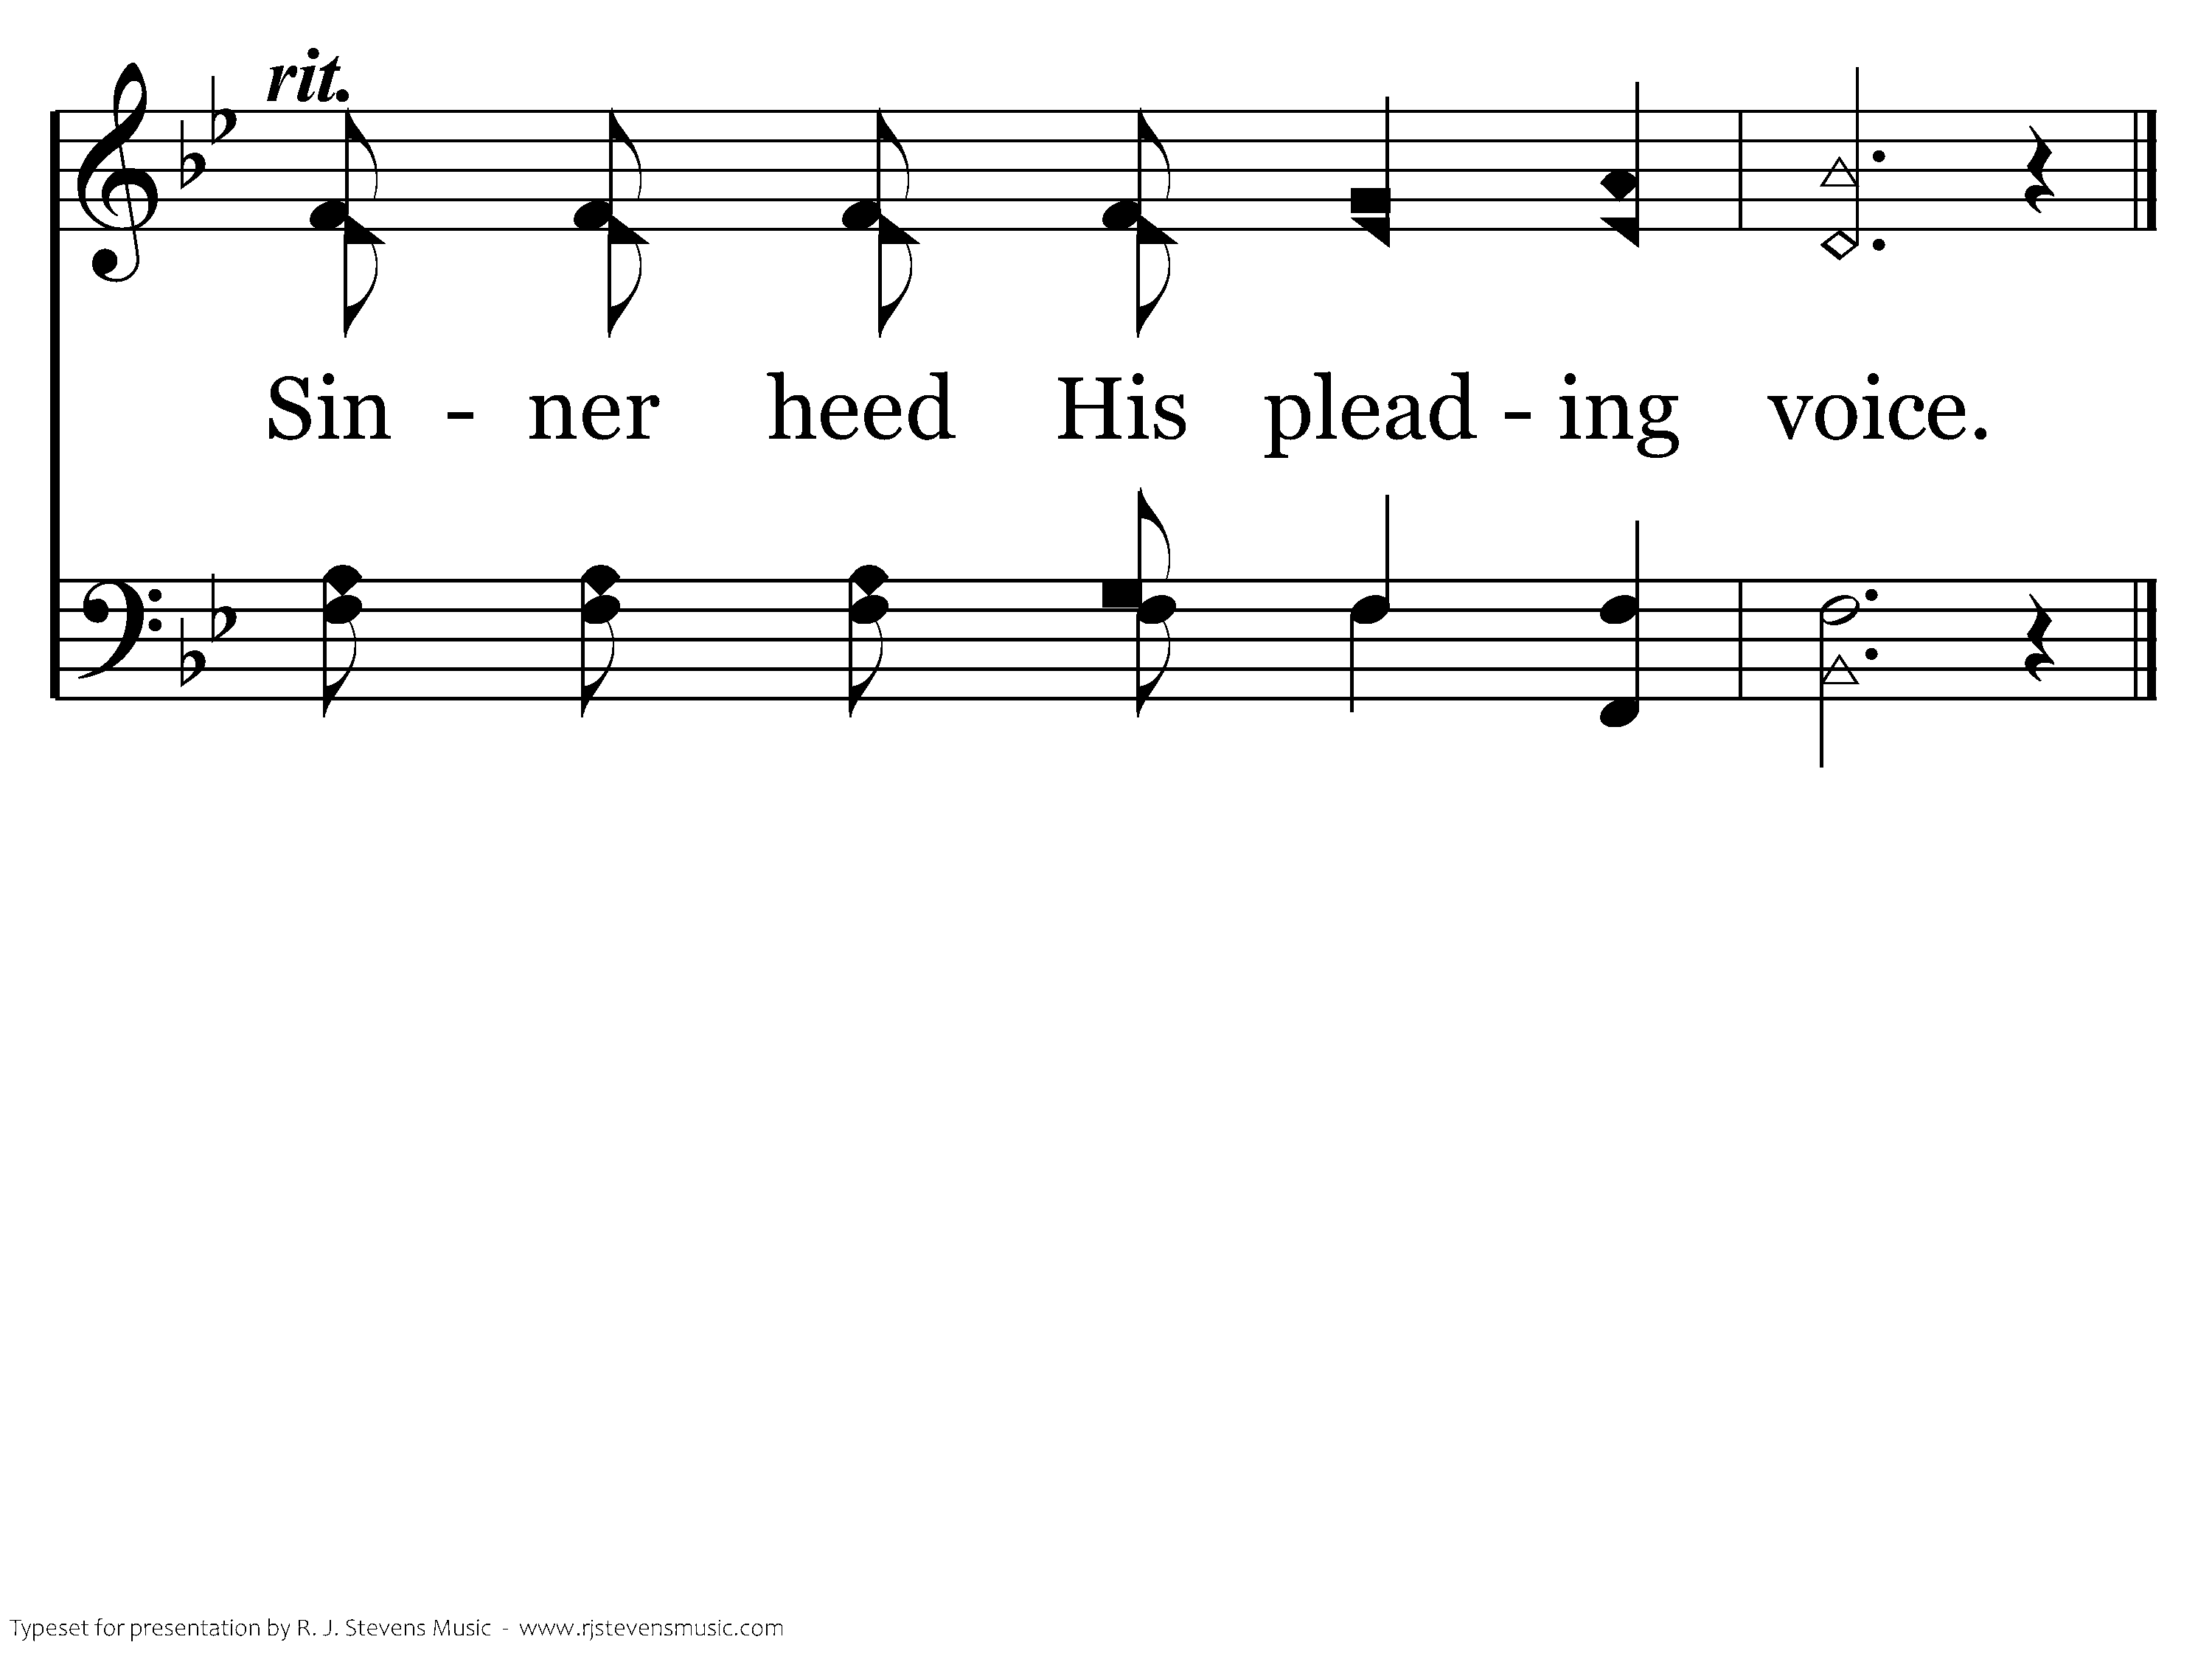 rit.
Sin - ner heed His plead - ing voice.
Typeset for presentation by R. J. Stevens Music - www.rjstevensmusic.com